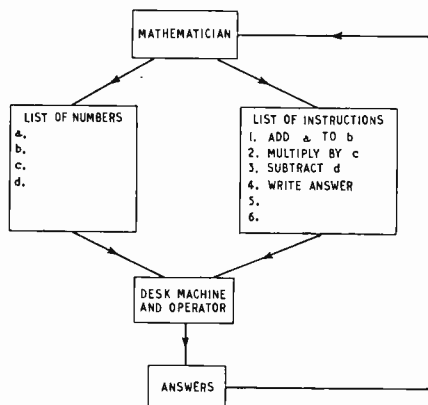 MATHEMATICIAN
LIST OF NUMBERS
a.
b.
c.
d.
LIST OF INSTRUCTIONS
1. ADD a TO b
2. MULTIPLY BY c
3. SUBTRACT d
4. WRITE ANSWER
5.
6.
DESK MACHINE
AND OPERATOR
ANSWERS